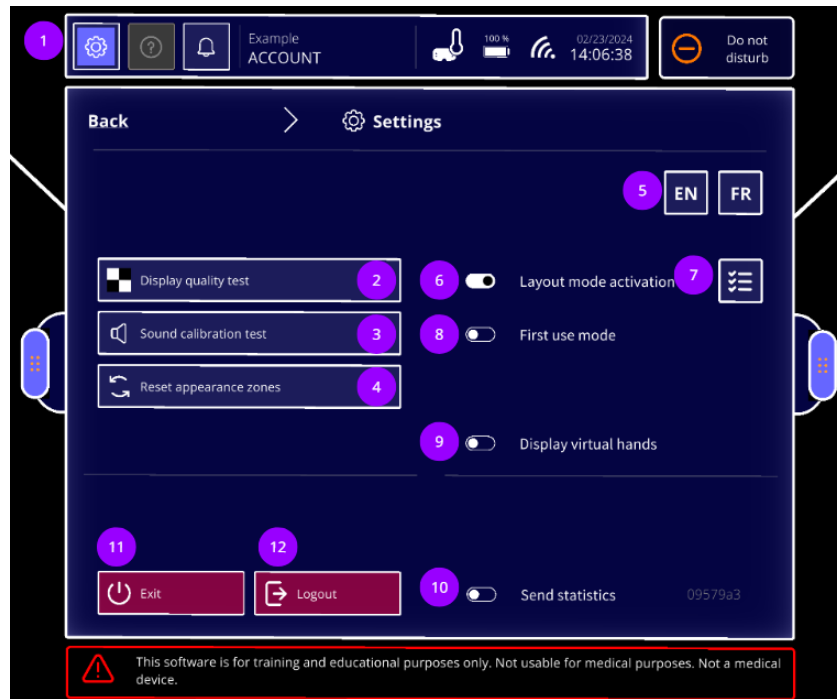 1
?
Example
ACCOUNT
100 %
02/23/2024
14:06:38
Do not
disturb
Back
Settings
5
EN
FR
Display quality test
2
6
Layout mode activation
7
Sound calibration test
3
8
First use mode
Reset appearance zones
4
9
Display virtual hands
11
12
Exit
Logout
10
Send statistics
09579a3
This software is for training and educational purposes only. Not usable for medical purposes. Not a medical
device.